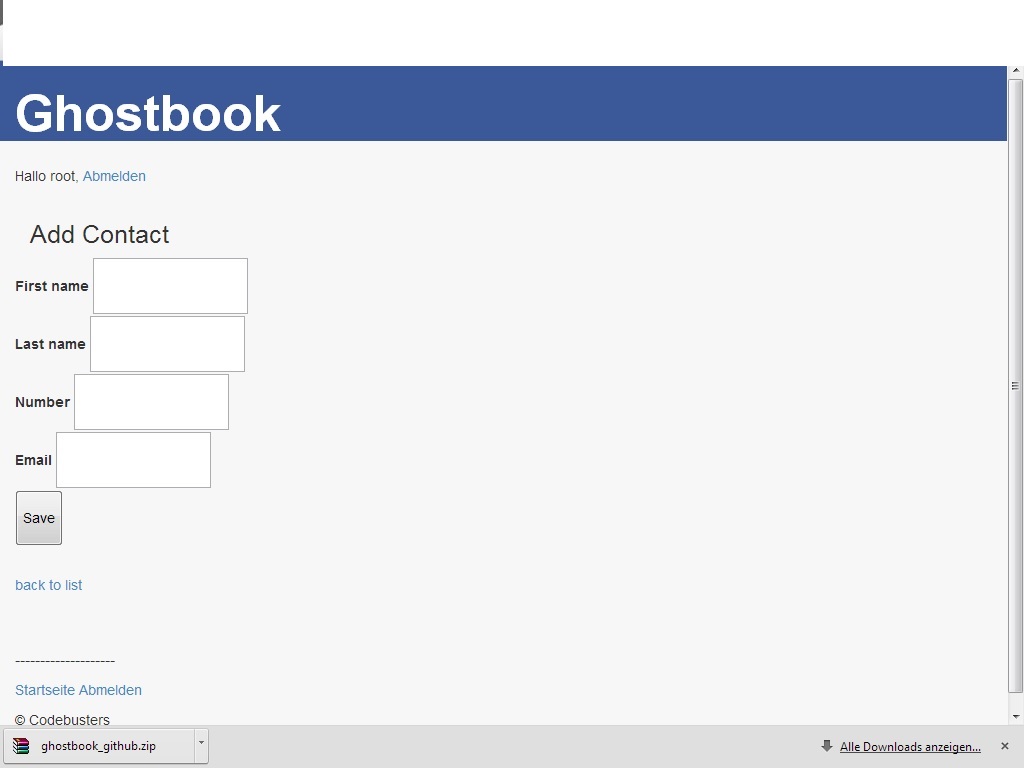 Ghostbook
Hallo root, Abmelden
Add Contact
First name
Last name
Number
Email
Save
back to list
--------------------
Startseite Abmelden
© Codebusters
ghostbook_github.zip Alle Downloads anzeigen...